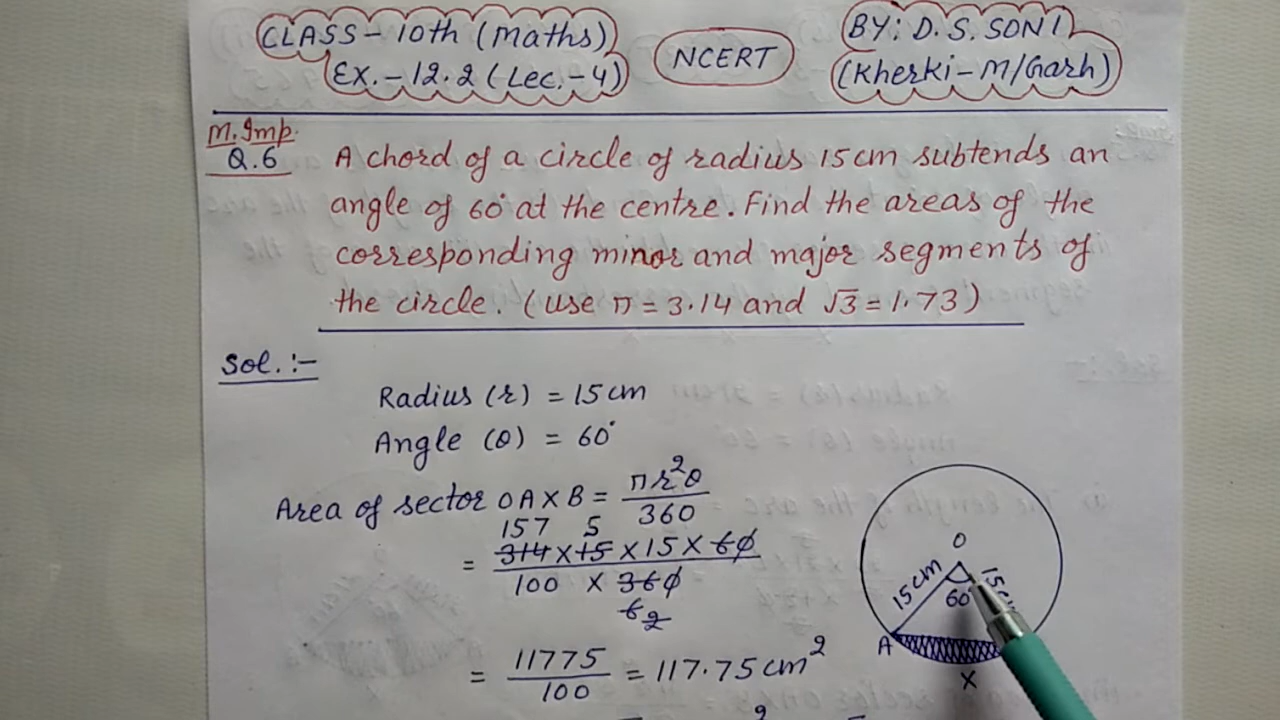 CLASS-10th (Maths)
EX.-12.2 (Lec.-4)
NCERT
BY: D.S.SONI
(Kherki-M/Garh)
M.Imp.
Q.6 A chord of a circle of radius 15cm subtends an
angle of 60° at the centre. Find the areas of the
corresponding minor and major segments of
the circle. (Use π = 3.14 and √3 = 1.73)
Sol.:-
Radius (r) = 15cm
Angle (θ) = 60°
Area of sector OAXB = πr²θ
360
157 5
= 314 × 15 × 15 × 60
100 × 360
6 2
= 11775 = 117.75 cm²
100
O
15cm
15c
60°
A
X